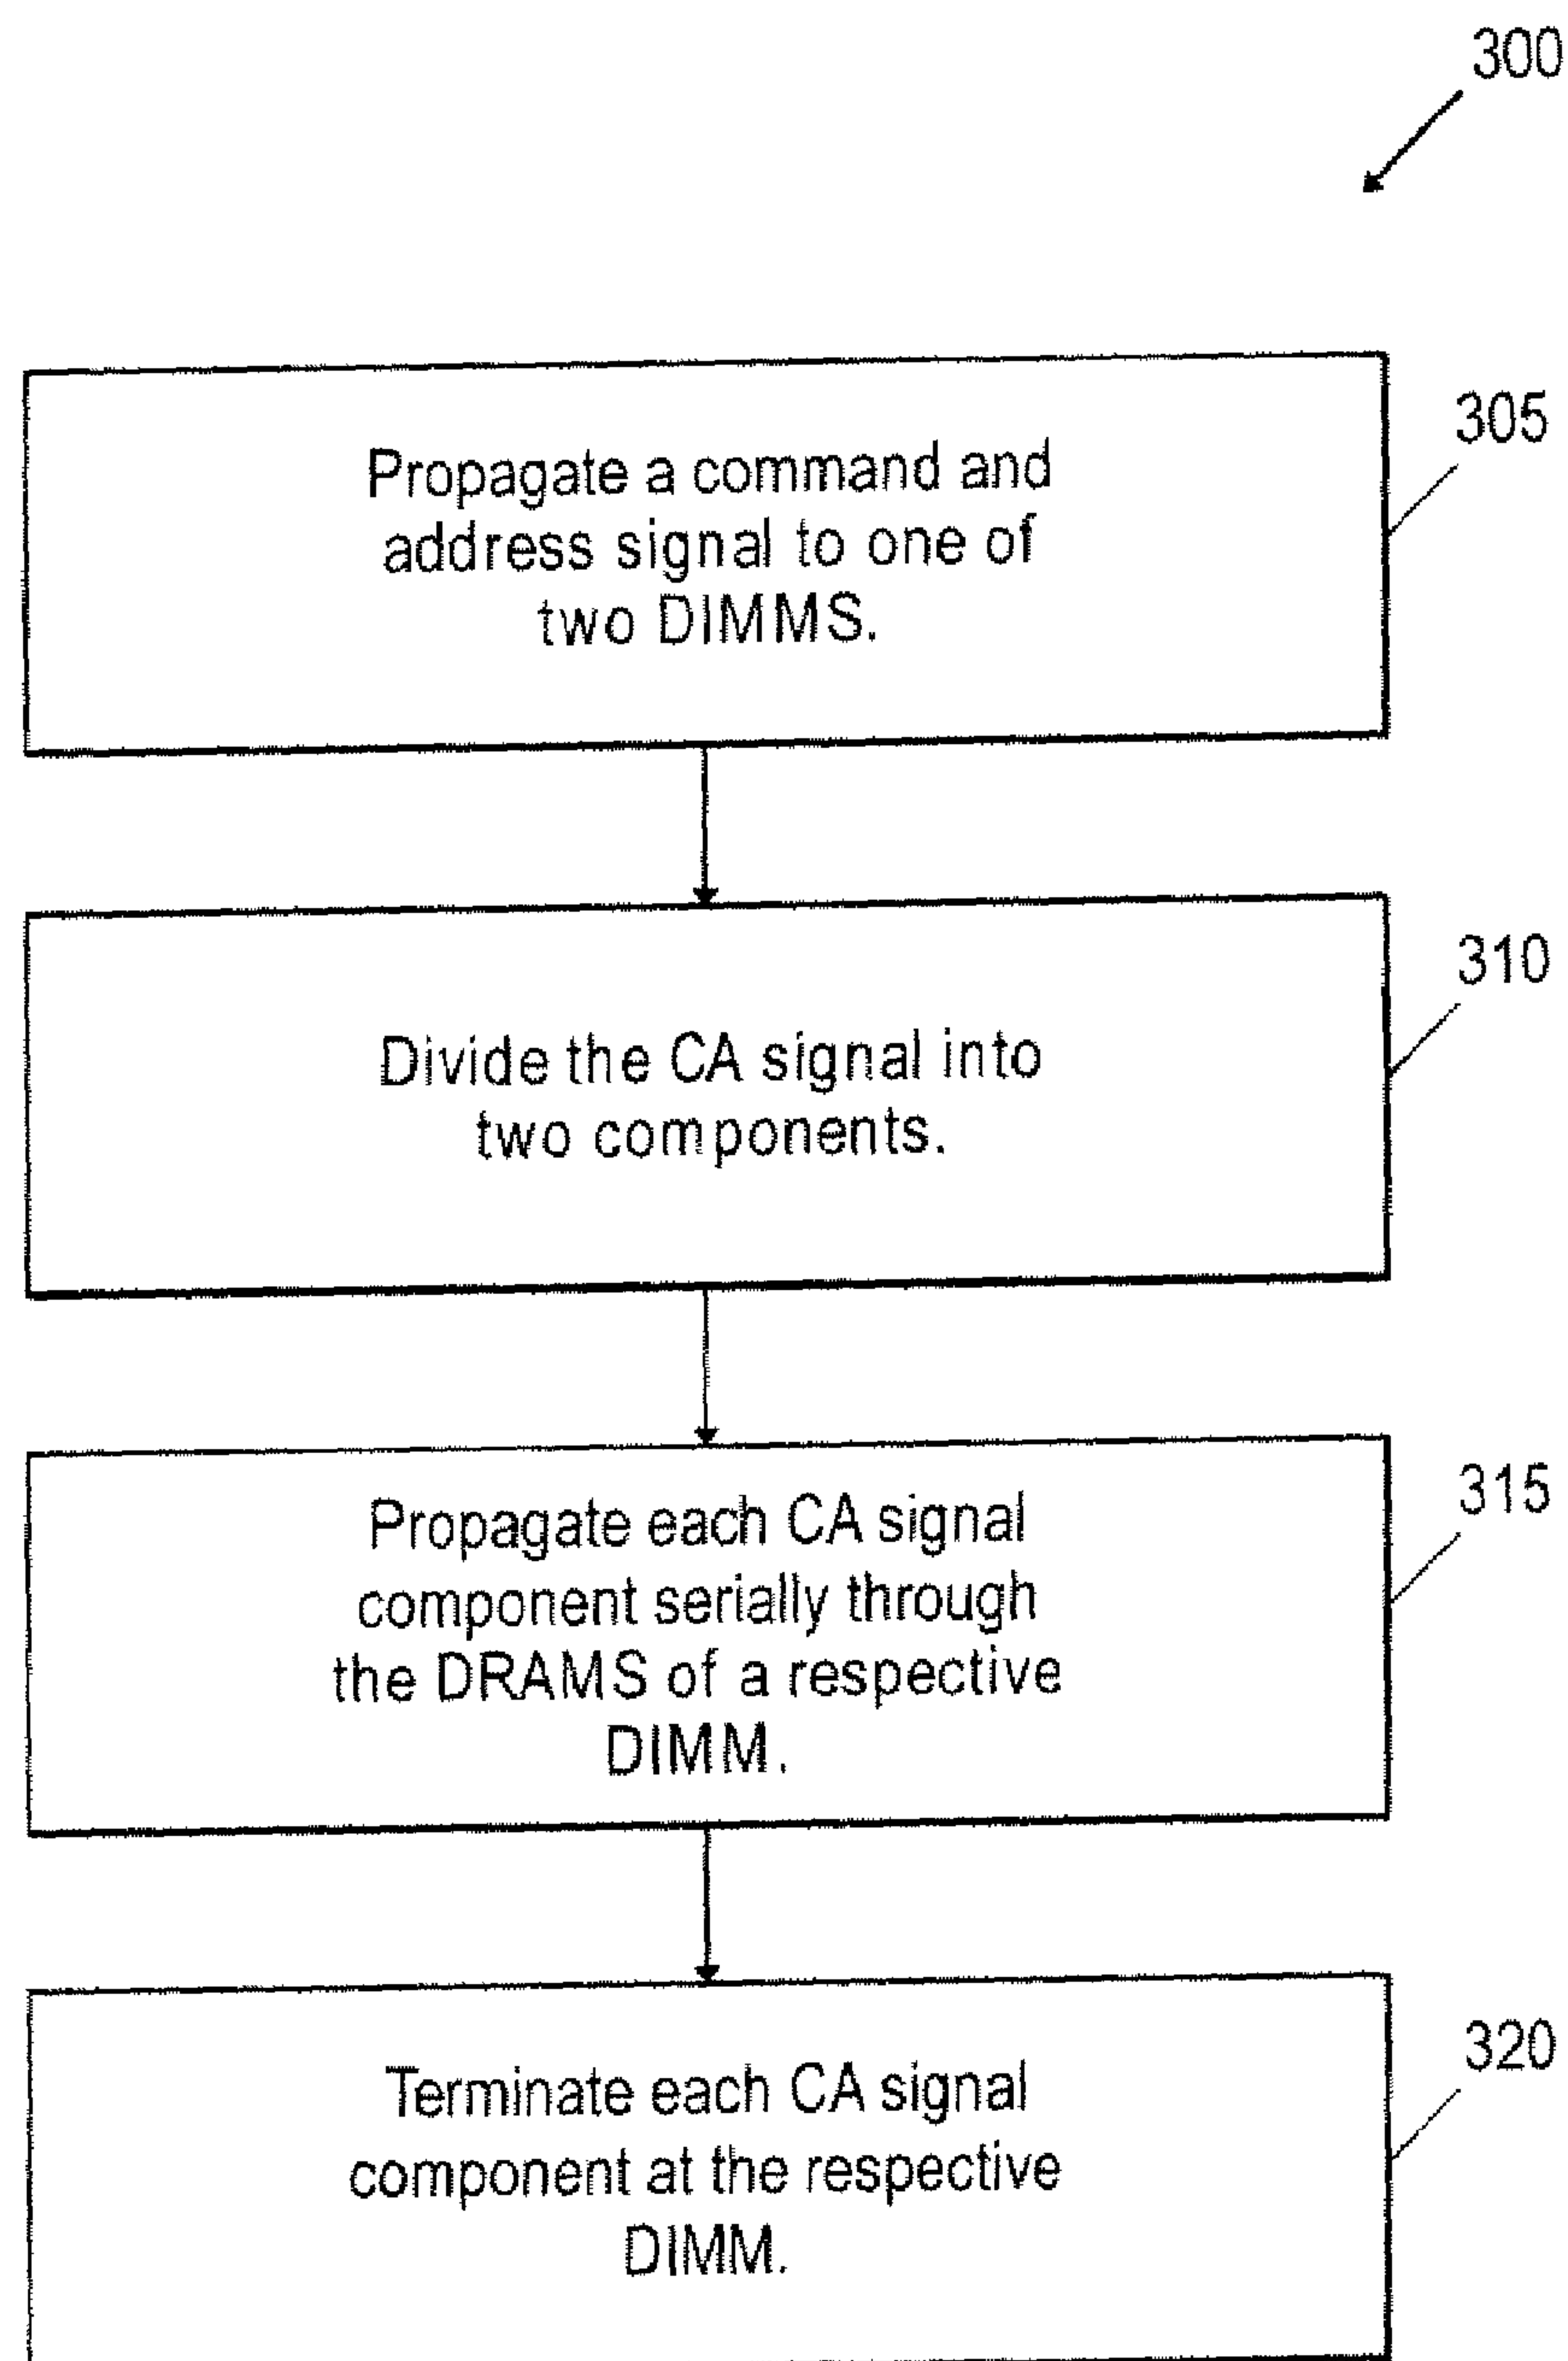 300
305
Propagate a command and
address signal to one of
two DIMMS.
310
Divide the CA signal into
two components.
315
Propagate each CA signal
component serially through
the DRAMS of a respective
DIMM.
320
Terminate each CA signal
component at the respective
DIMM.